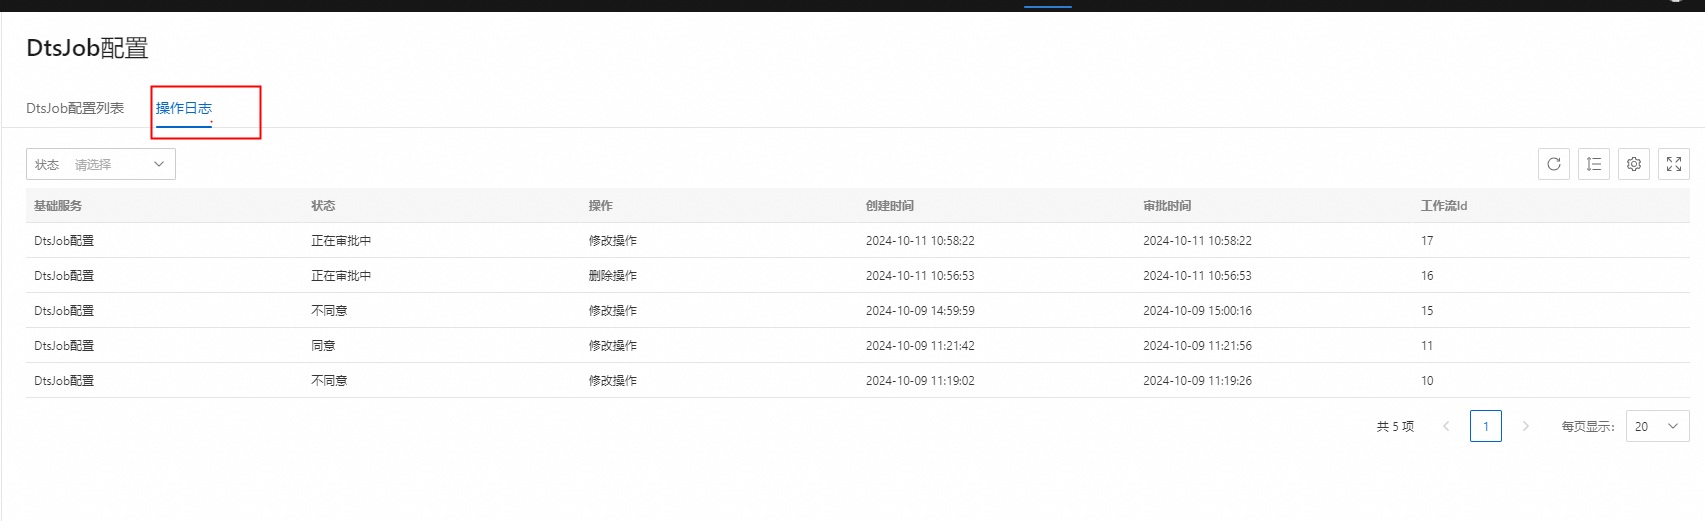 DtsJob配置
DtsJob配置列表 操作日志
状态 请选择
基础服务 状态 操作 创建时间 审批时间 工作流Id
DtsJob配置 正在审批中 修改操作 2024-10-11 10:58:22 2024-10-11 10:58:22 17
DtsJob配置 正在审批中 删除操作 2024-10-11 10:56:53 2024-10-11 10:56:53 16
DtsJob配置 不同意 修改操作 2024-10-09 14:59:59 2024-10-09 15:00:16 15
DtsJob配置 同意 修改操作 2024-10-09 11:21:42 2024-10-09 11:21:56 11
DtsJob配置 不同意 修改操作 2024-10-09 11:19:02 2024-10-09 11:19:26 10
共 5 项 1 每页显示: 20